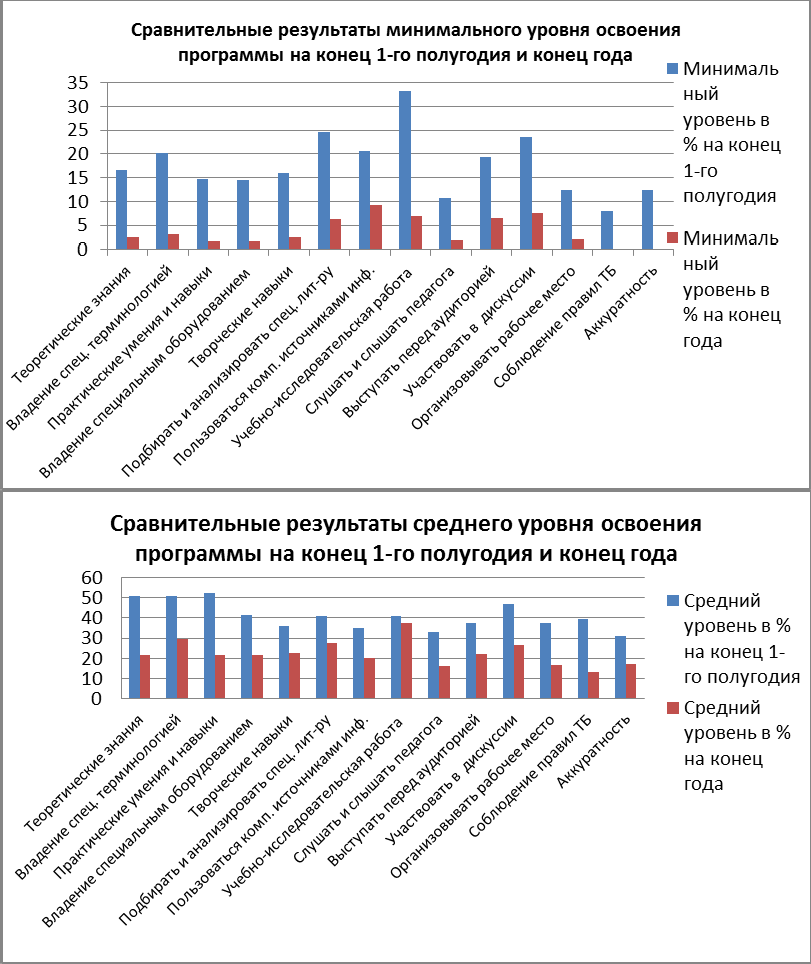 Сравнительные результаты минимального уровня освоения
программы на конец 1-го полугодия и конец года
35
30
25
20
15
10
5
0
Теоретические знания
Владение спец. терминологией
Практические умения и навыки
Владение специальным оборудованием
Творческие навыки
Подбирать и анализировать спец. лит-ру
Пользоваться комп. источниками инф.
Учебно-исследовательская работа
Слушать и слышать педагога
Выступать перед аудиторией
Участвовать в дискуссии
Организовывать рабочее место
Соблюдение правил ТБ
Аккуратность
Минималь
ный
уровень в
% на конец
1-го
полугодия
Минималь
ный
уровень в
% на конец
года
Сравнительные результаты среднего уровня освоения
программы на конец 1-го полугодия и конец года
60
50
40
30
20
10
0
Теоретические знания
Владение спец. терминологией
Практические умения и навыки
Владение специальным оборудованием
Творческие навыки
Подбирать и анализировать спец. лит-ру
Пользоваться комп. источниками инф.
Учебно-исследовательская работа
Слушать и слышать педагога
Выступать перед аудиторией
Участвовать в дискуссии
Организовывать рабочее место
Соблюдение правил ТБ
Аккуратность
Средний
уровень в %
на конец 1-
го полугодия
Средний
уровень в %
на конец
года